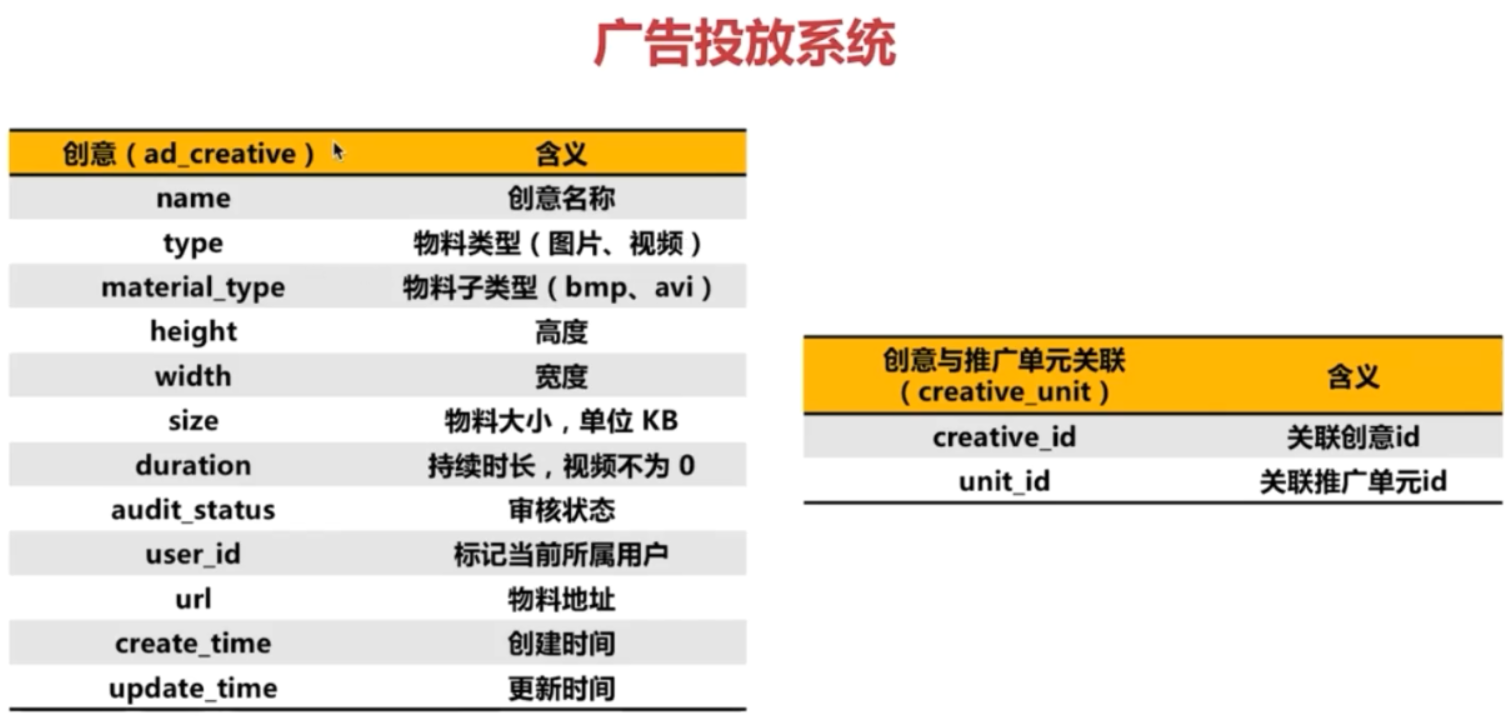 广告投放系统
创意（ad_creative） 含义
name 创意名称
type 物料类型（图片、视频）
material_type 物料子类型（bmp、avi）
height 高度
width 宽度
size 物料大小，单位 KB
duration 持续时长，视频不为 0
audit_status 审核状态
user_id 标记当前所属用户
url 物料地址
create_time 创建时间
update_time 更新时间
创意与推广单元关联
（creative_unit） 含义
creative_id 关联创意id
unit_id 关联推广单元id